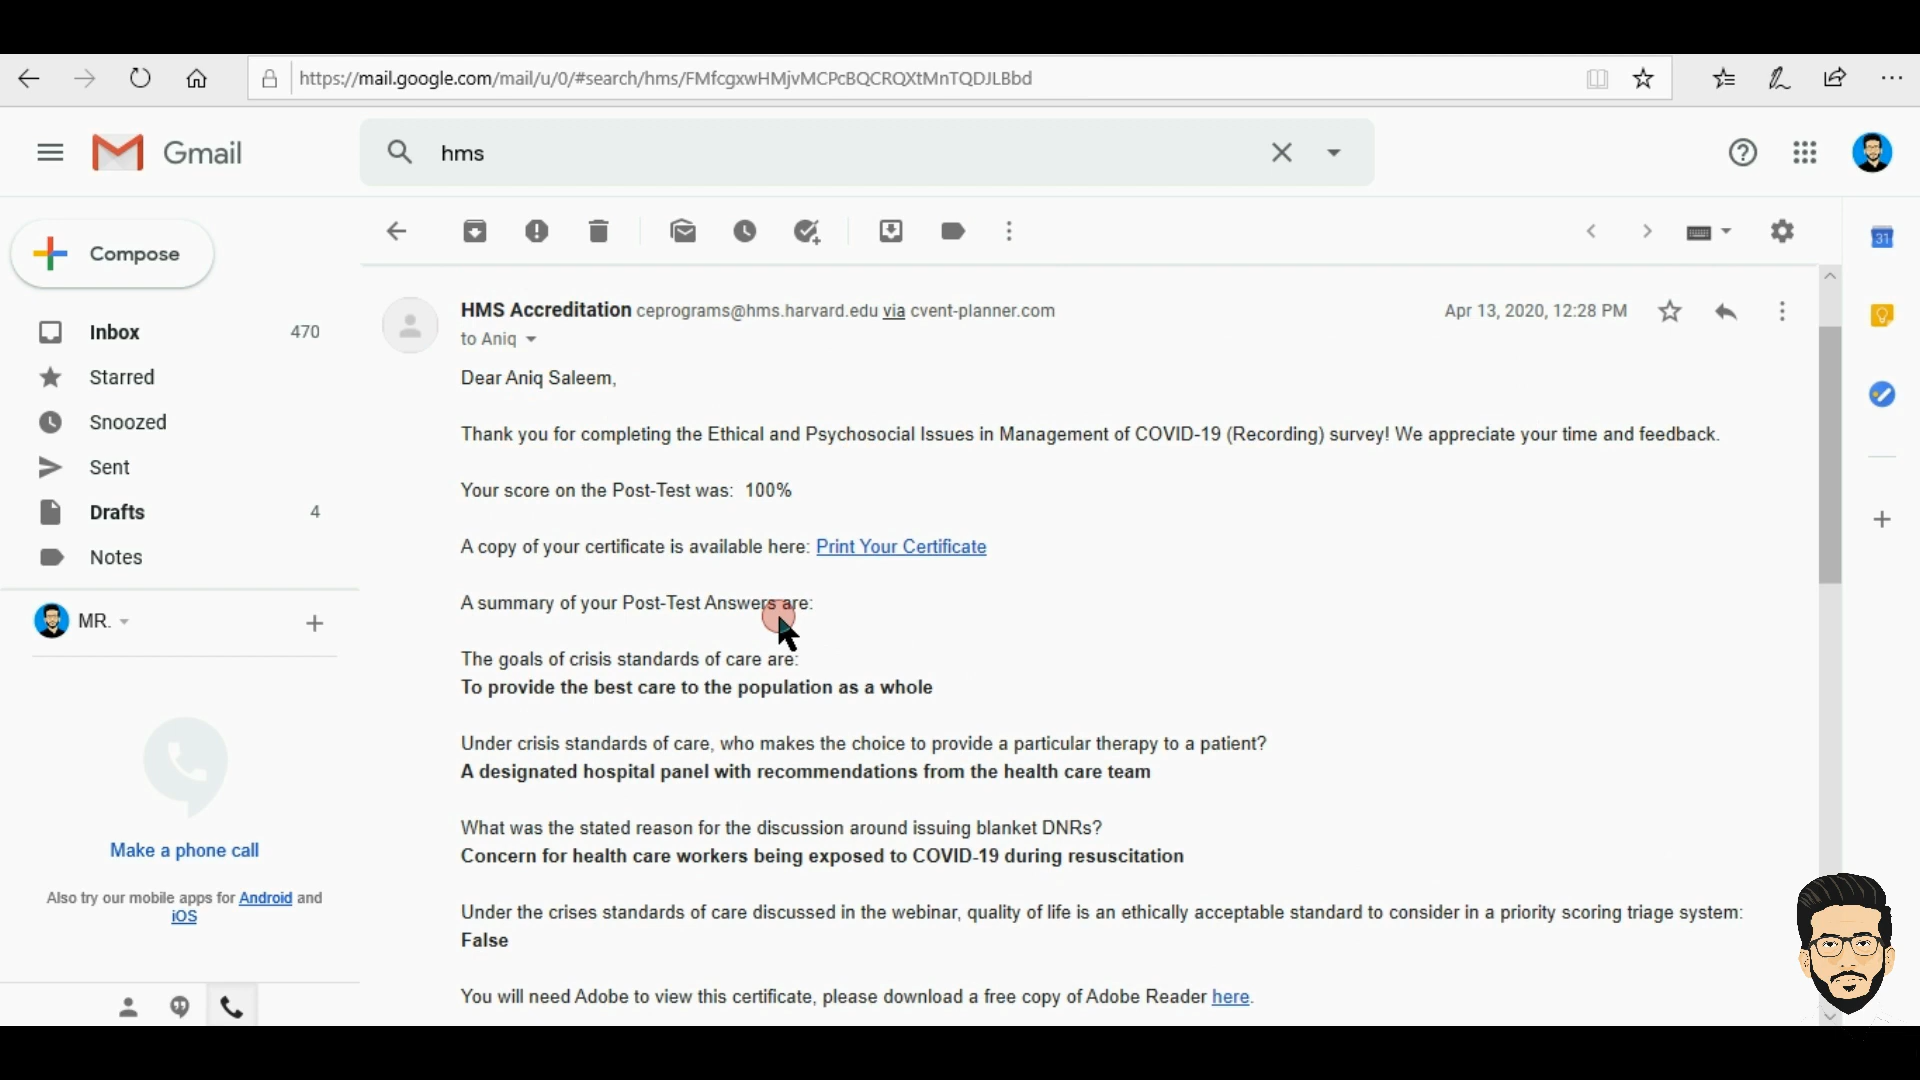 https://mail.google.com/mail/u/0/#search/hms/FMfcgxwHMjvMCPcBQCRQXtMnTQDJLBbd
Gmail
hms
Compose
31
HMS Accreditation ceprograms@hms.harvard.edu via cvent-planner.com
Apr 13, 2020, 12:28 PM
to Aniq
Inbox 470
Starred
Snoozed
Sent
Drafts 4
Notes
MR.
Make a phone call
Also try our mobile apps for Android and
iOS
Dear Aniq Saleem,
Thank you for completing the Ethical and Psychosocial Issues in Management of COVID-19 (Recording) survey! We appreciate your time and feedback.
Your score on the Post-Test was: 100%
A copy of your certificate is available here: Print Your Certificate
A summary of your Post-Test Answers are:
The goals of crisis standards of care are:
To provide the best care to the population as a whole
Under crisis standards of care, who makes the choice to provide a particular therapy to a patient?
A designated hospital panel with recommendations from the health care team
What was the stated reason for the discussion around issuing blanket DNRs?
Concern for health care workers being exposed to COVID-19 during resuscitation
Under the crises standards of care discussed in the webinar, quality of life is an ethically acceptable standard to consider in a priority scoring triage system:
False
You will need Adobe to view this certificate, please download a free copy of Adobe Reader here.